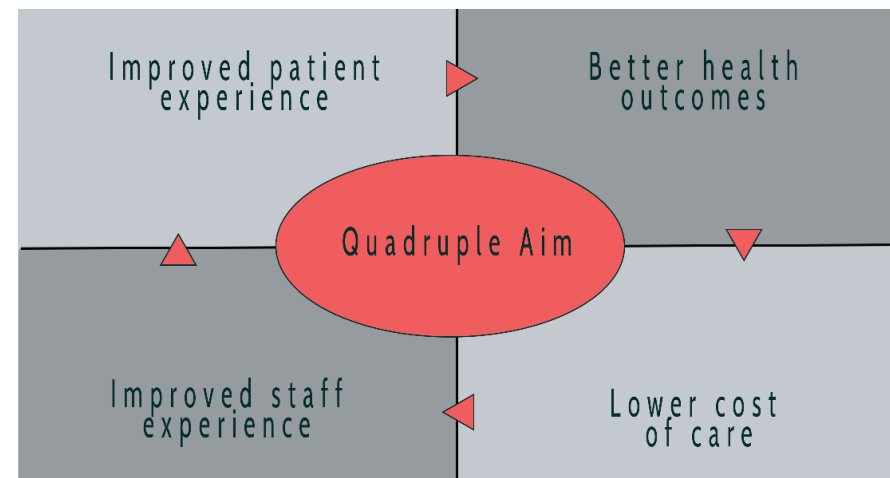 Improved patient
experience
Better health
outcomes
Quadruple Aim
Improved staff
experience
Lower cost
of care